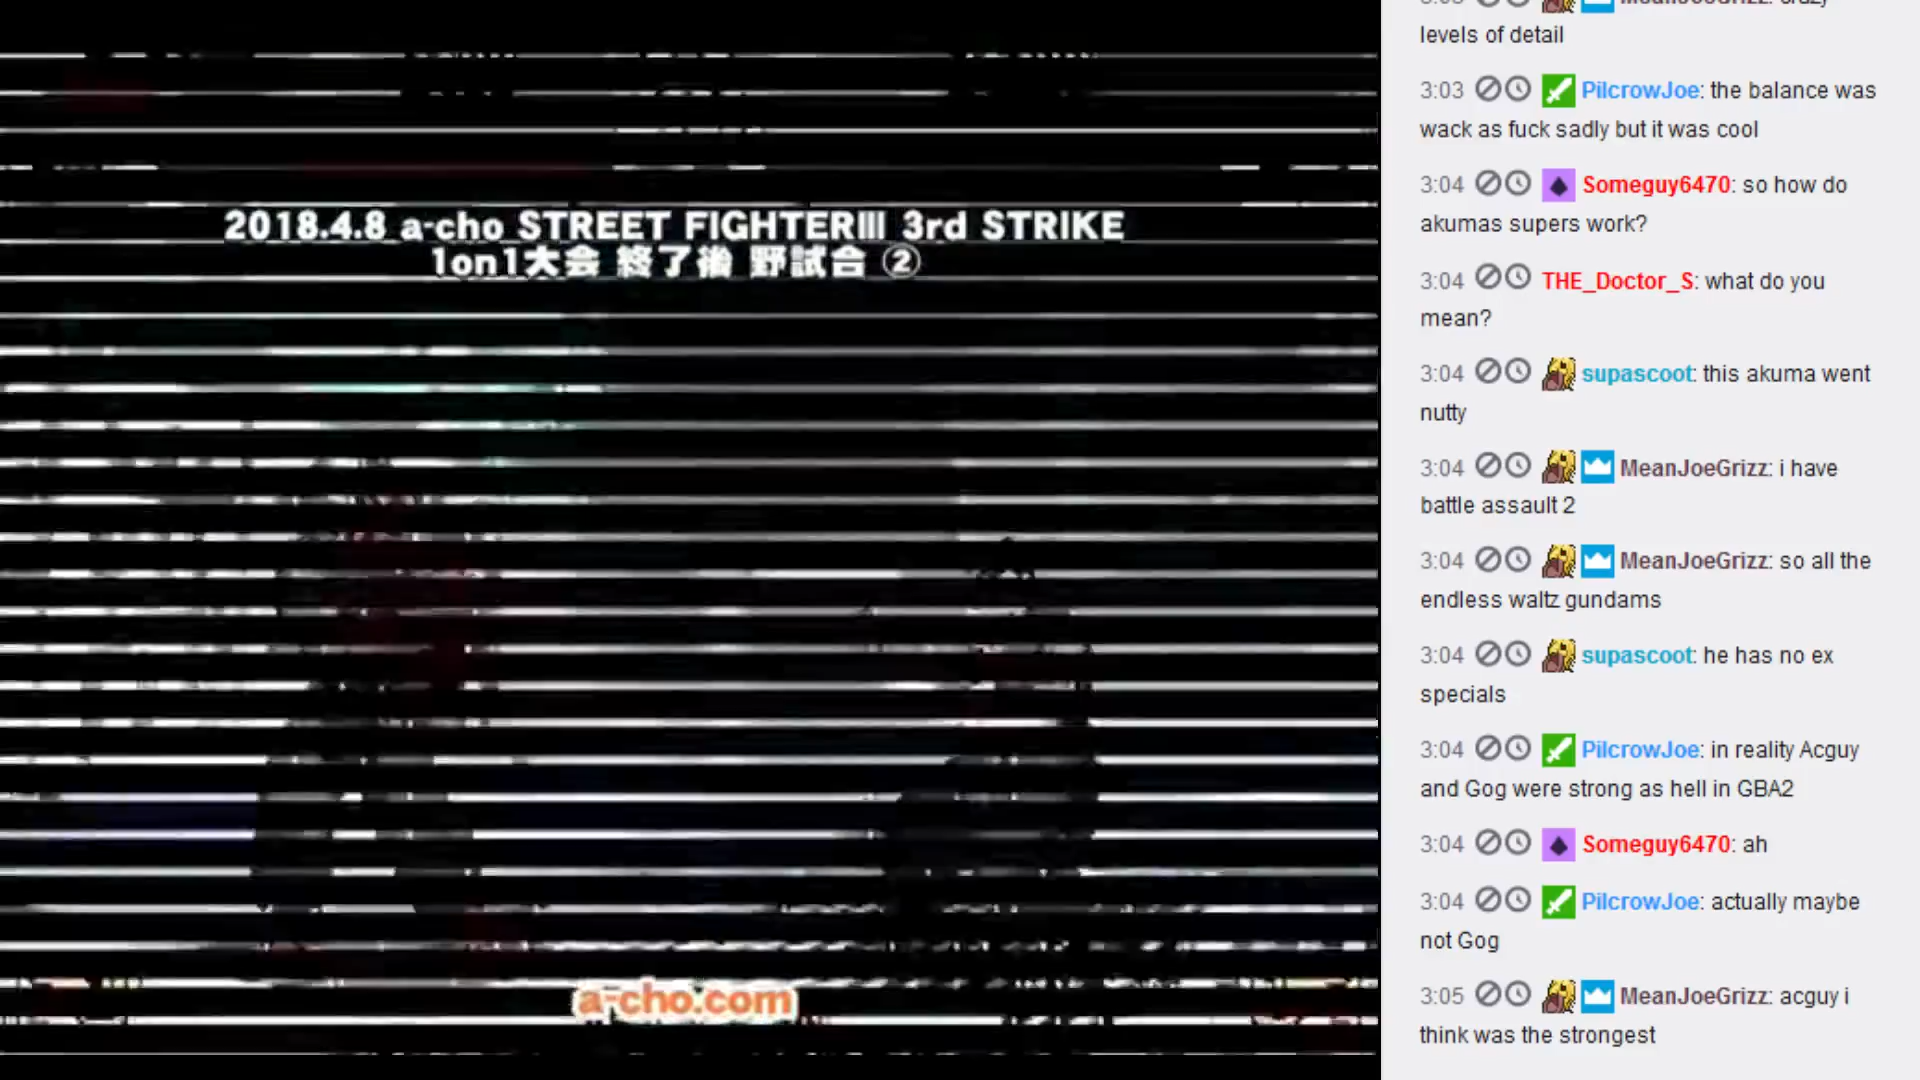 2018.4.8 a-cho STREET FIGHTERIII 3rd STRIKE
1on1大会 終了後 野試合 ②
a-cho.com
levels of detail
3:03 PilcrowJoe: the balance was
wack as fuck sadly but it was cool
3:04 Someguy6470: so how do
akumas supers work?
3:04 THE_Doctor_S: what do you
mean?
3:04 supascoot: this akuma went
nutty
3:04 MeanJoeGrizz: i have
battle assault 2
3:04 MeanJoeGrizz: so all the
endless waltz gundams
3:04 supascoot: he has no ex
specials
3:04 PilcrowJoe: in reality Acguy
and Gog were strong as hell in GBA2
3:04 Someguy6470: ah
3:04 PilcrowJoe: actually maybe
not Gog
3:05 MeanJoeGrizz: acguy i
think was the strongest